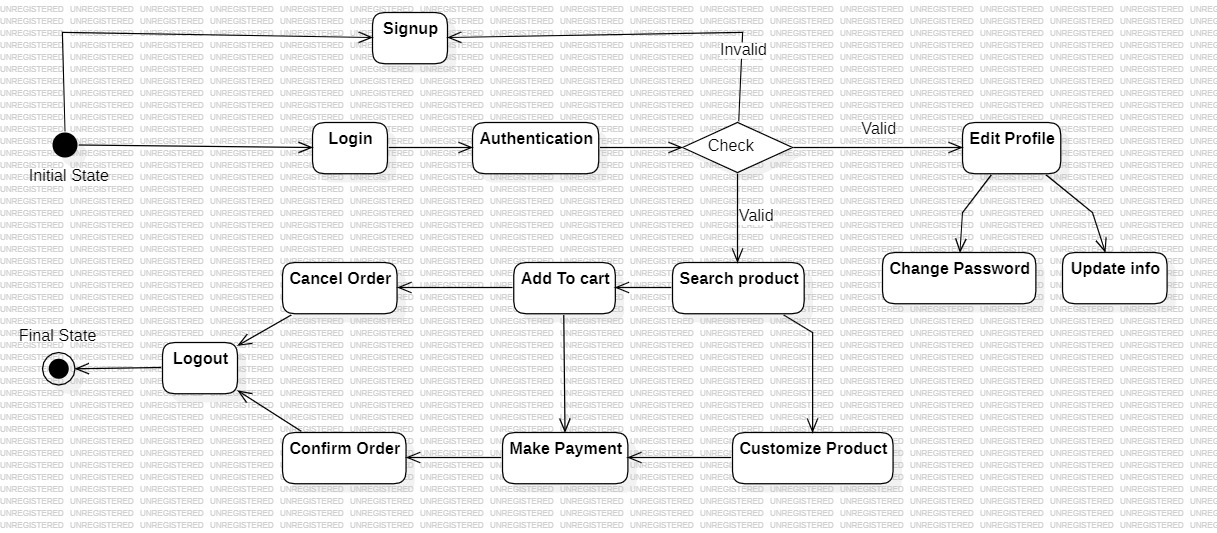 Signup
Invalid
Login
Authentication
Check
Valid
Edit Profile
Initial State
Valid
Cancel Order
Add To cart
Search product
Change Password
Update info
Final State
Logout
Confirm Order
Make Payment
Customize Product
UNREGISTERED